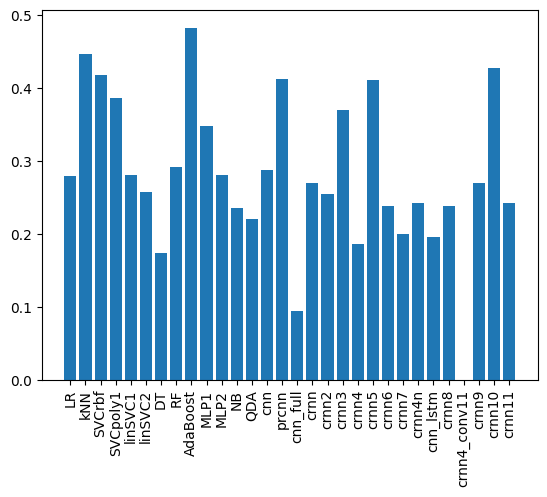 0.5
0.4
0.3
0.2
0.1
0.0
LR
kNN
SVCrbf
SVCpoly1
linSVC1
linSVC2
DT
RF
AdaBoost
MLP1
MLP2
NB
QDA
cnn
prcnn
cnn_full
crnn
crnn2
crnn3
crnn4
crnn5
crnn6
crnn7
crnn4n
cnn_lstm
crnn8
crnn4_conv11
crnn9
crnn10
crnn11